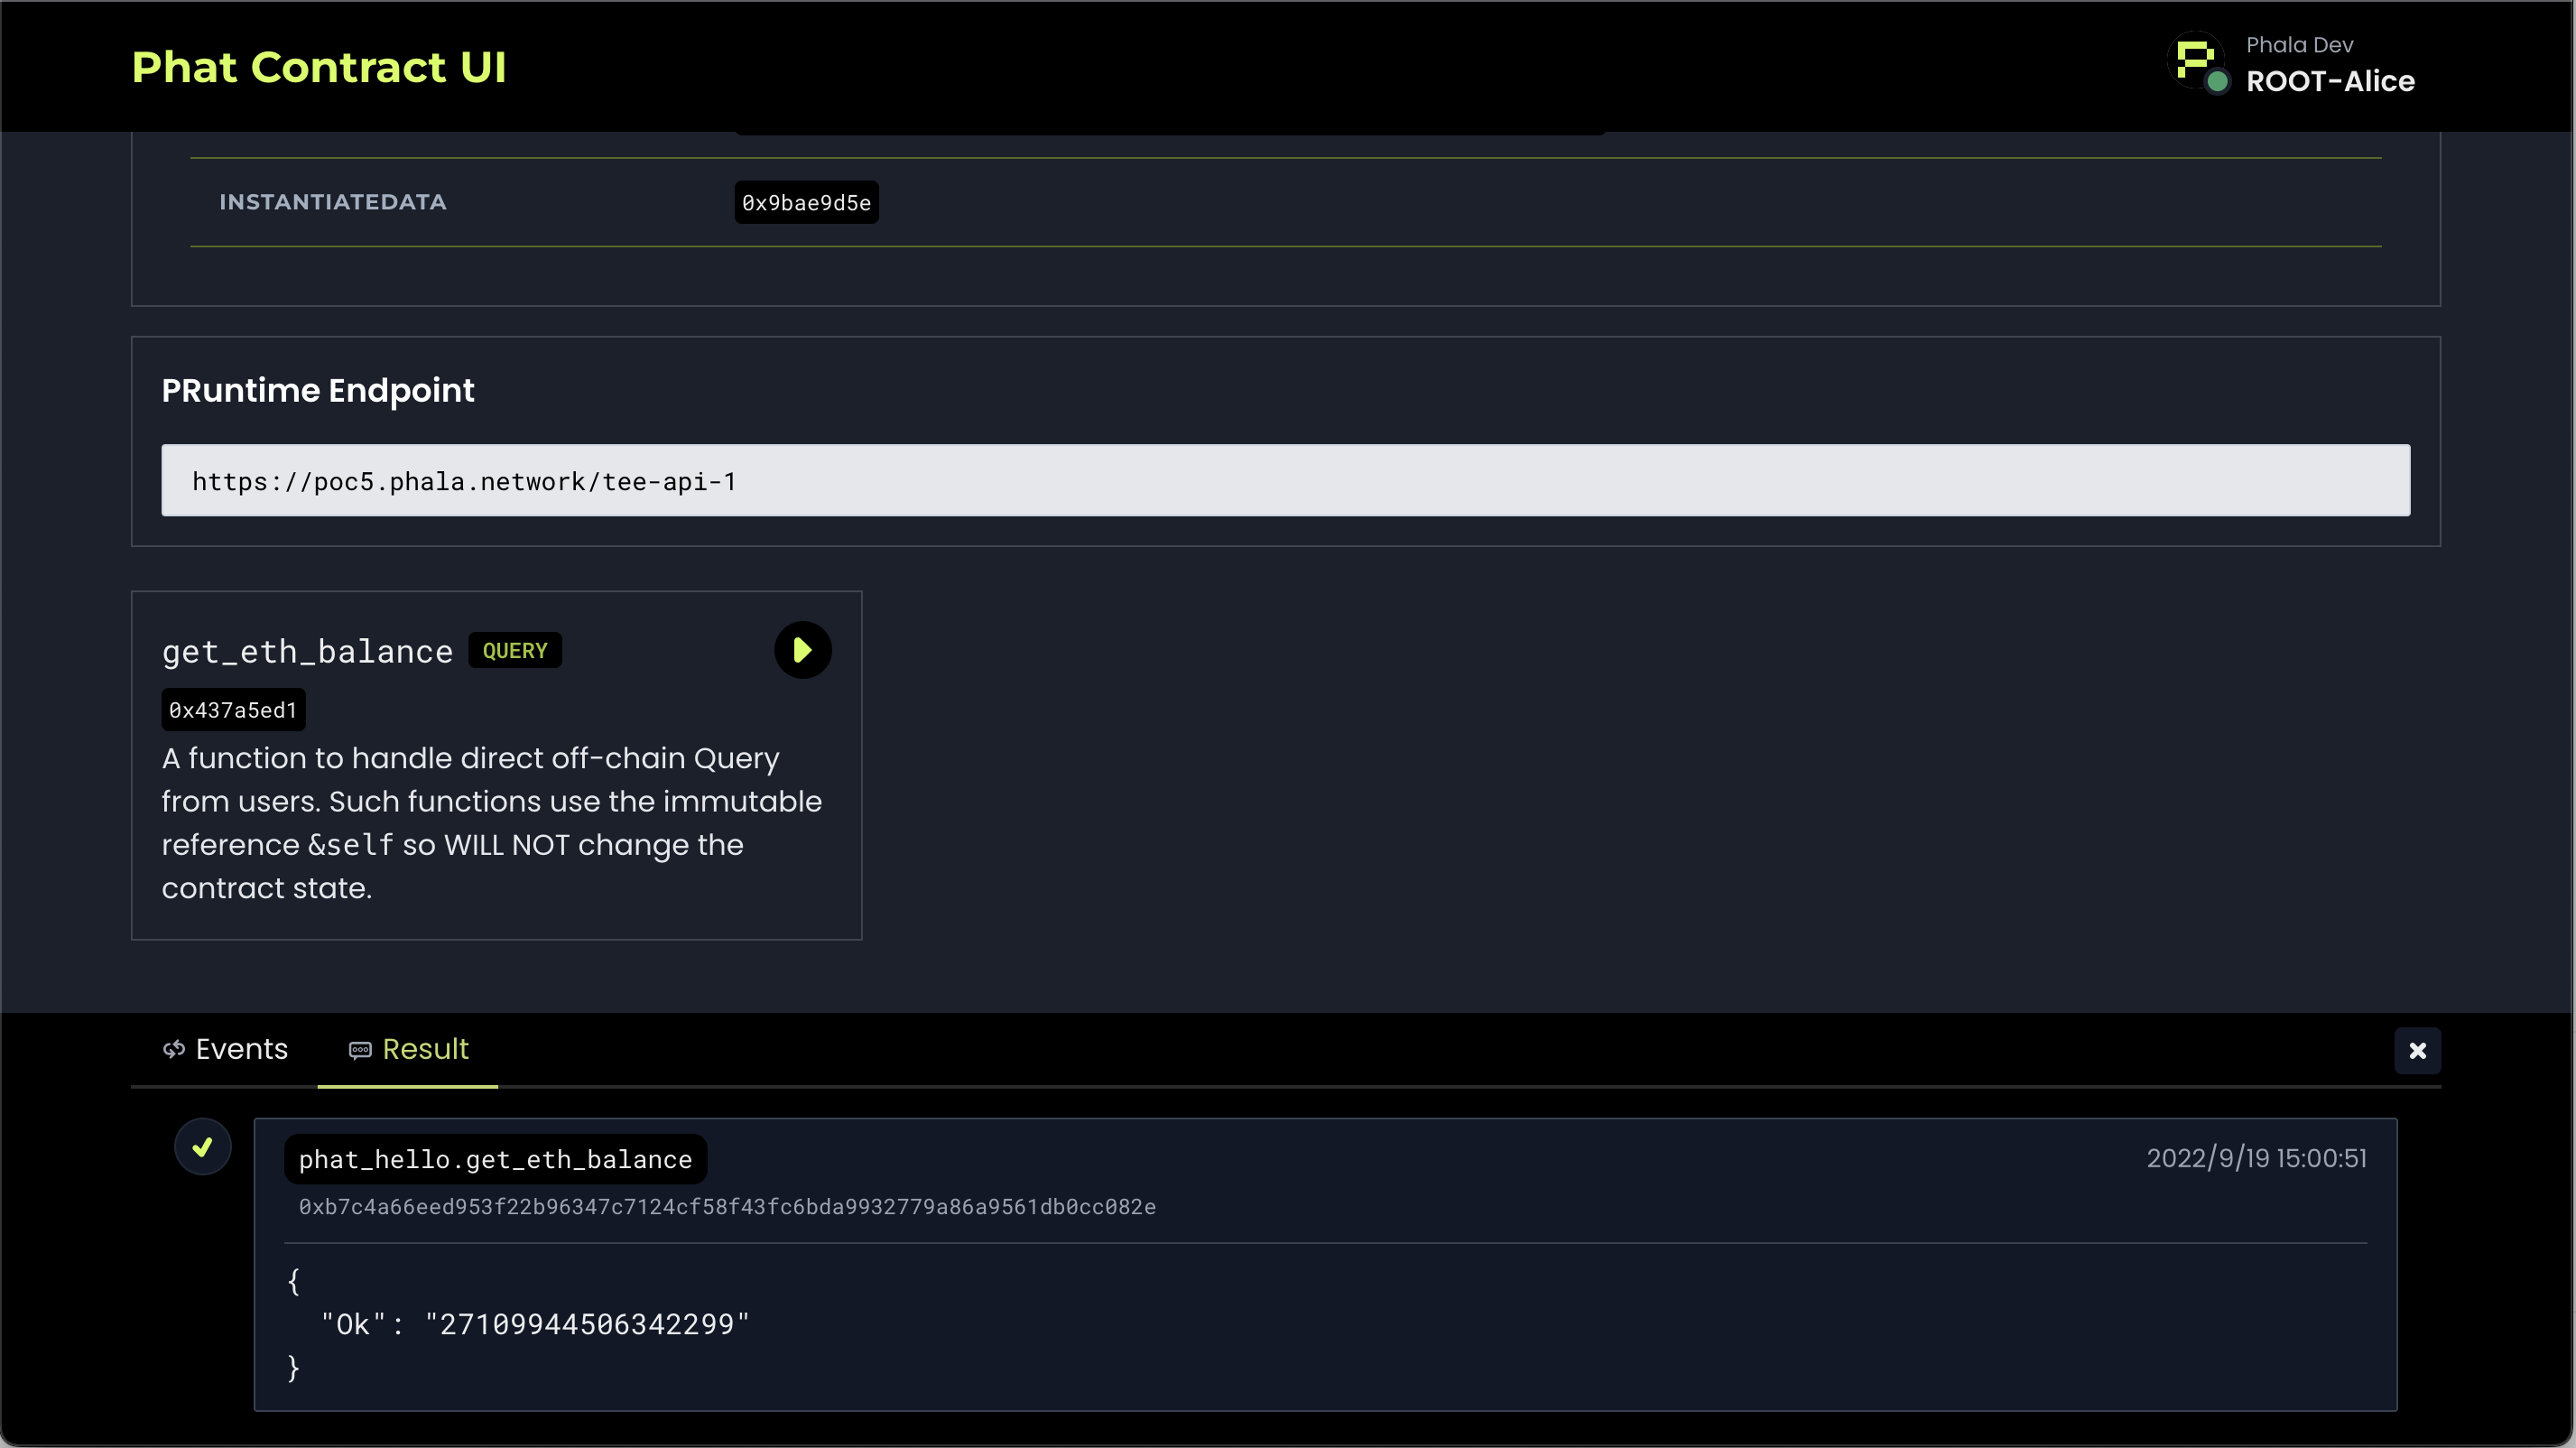 Phat Contract UI
Phala Dev
ROOT-Alice
INSTANTIATEDATA 0x9bae9d5e
PRuntime Endpoint
https://poc5.phala.network/tee-api-1
get_eth_balance QUERY
0x437a5ed1
A function to handle direct off-chain Query
from users. Such functions use the immutable
reference &self so WILL NOT change the
contract state.
Events Result
phat_hello.get_eth_balance 2022/9/19 15:00:51
0xb7c4a66eed953f22b96347c7124cf58f43fc6bda9932779a86a9561db0cc082e
{
"Ok": "27109944506342299"
}